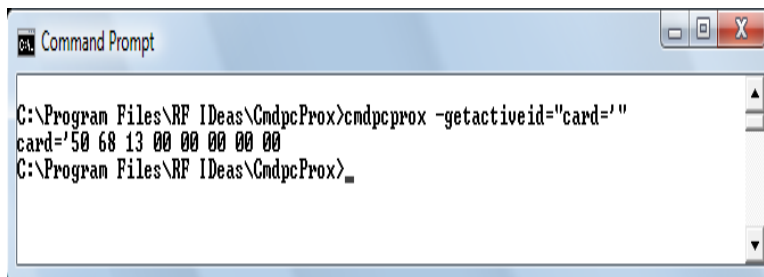 Command Prompt
C:\Program Files\RF IDeas\CmdpcProx>cmdpcprox -getactiveid="card='"
card='50 68 13 00 00 00 00 00
C:\Program Files\RF IDeas\CmdpcProx>_